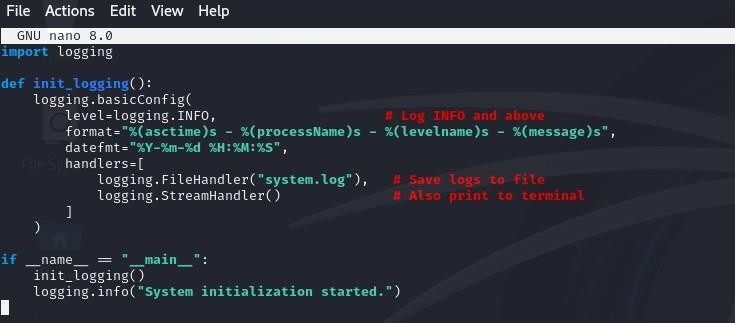 File Actions Edit View Help
GNU nano 8.0
import logging
def init_logging():
    logging.basicConfig(
        level=logging.INFO,                     # Log INFO and above
        format="%(asctime)s - %(processName)s - %(levelname)s - %(message)s",
        datefmt="%Y-%m-%d %H:%M:%S",
        handlers=[
            logging.FileHandler("system.log"),   # Save logs to file
            logging.StreamHandler()              # Also print to terminal
        ]
    )
if __name__ == "__main__":
    init_logging()
    logging.info("System initialization started.")